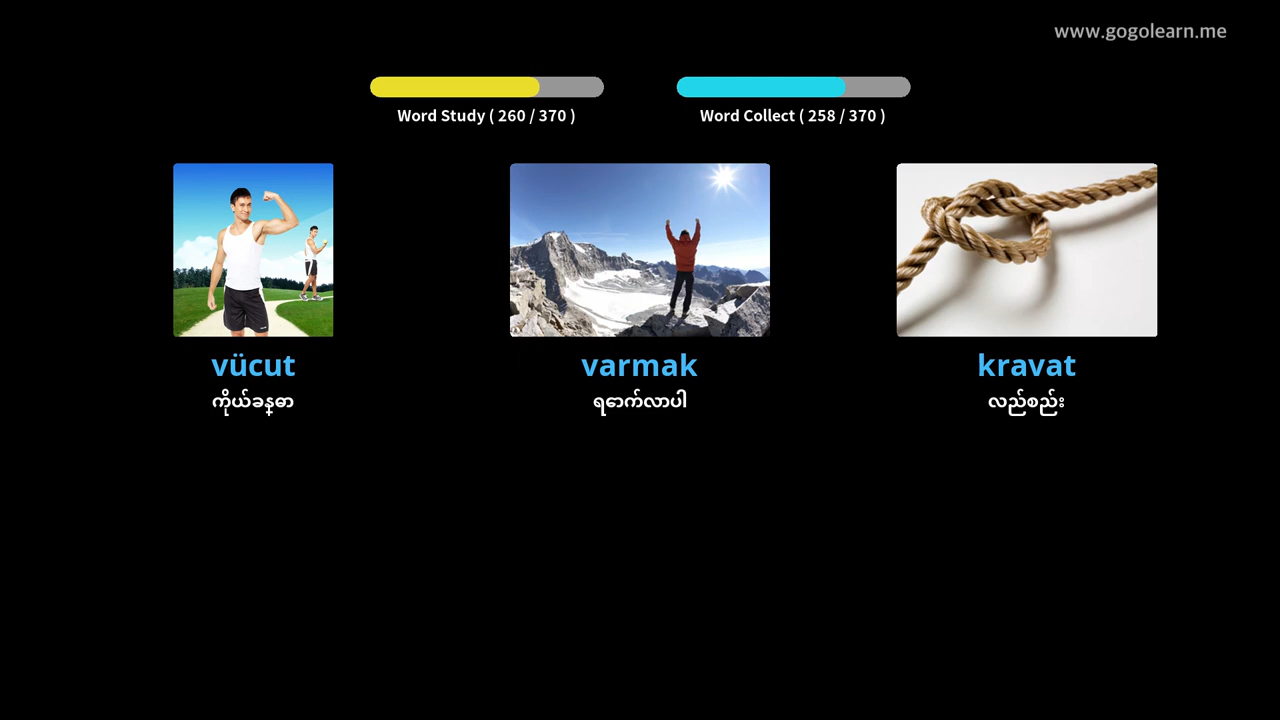 www.gogolearn.me
Word Study ( 260 / 370 )
Word Collect ( 258 / 370 )
vücut
ကိုယ်ခန္ဓာ
varmak
ရောက်လာပါ
kravat
လည်စည်း